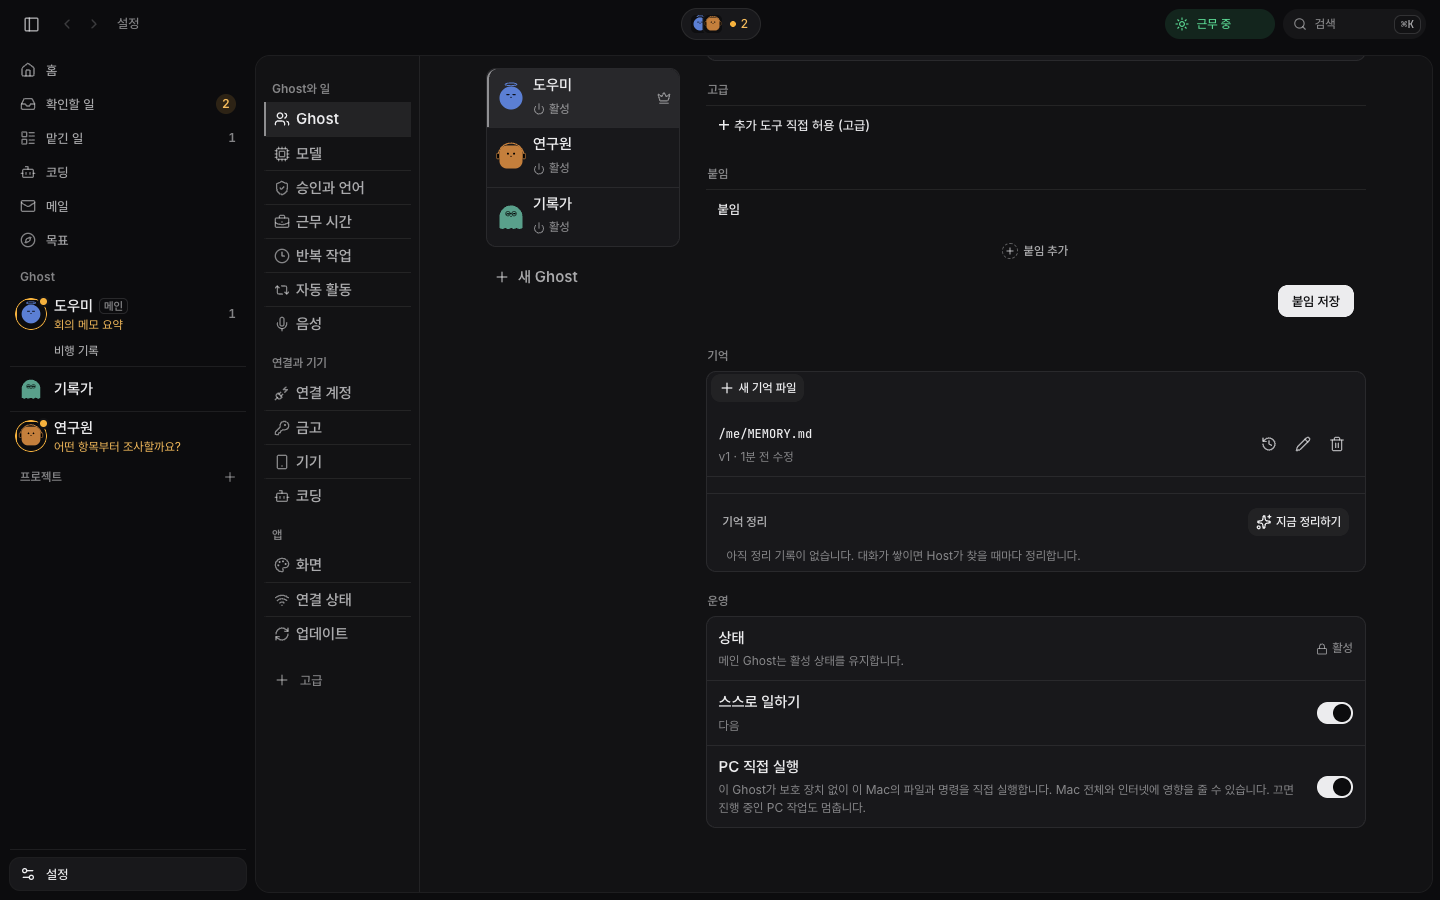 설정
2
근무 중
검색
⌘K
홈
확인할 일
2
맡긴 일
1
코딩
메일
목표
Ghost
도우미
메인
회의 메모 요약
1
비행 기록
기록가
연구원
어떤 항목부터 조사할까요?
프로젝트
설정
Ghost와 일
Ghost
모델
승인과 언어
근무 시간
반복 작업
자동 활동
음성
연결과 기기
연결 계정
금고
기기
코딩
앱
화면
연결 상태
업데이트
고급
도우미
활성
연구원
활성
기록가
활성
새 Ghost
고급
추가 도구 직접 허용 (고급)
붙임
붙임
붙임 추가
붙임 저장
기억
새 기억 파일
/me/MEMORY.md
v1 · 1분 전 수정
기억 정리
지금 정리하기
아직 정리 기록이 없습니다. 대화가 쌓이면 Host가 찾을 때마다 정리합니다.
운영
상태
메인 Ghost는 활성 상태를 유지합니다.
활성
스스로 일하기
다음
PC 직접 실행
이 Ghost가 보호 장치 없이 이 Mac의 파일과 명령을 직접 실행합니다. Mac 전체와 인터넷에 영향을 줄 수 있습니다. 끄면
진행 중인 PC 작업도 멈춥니다.